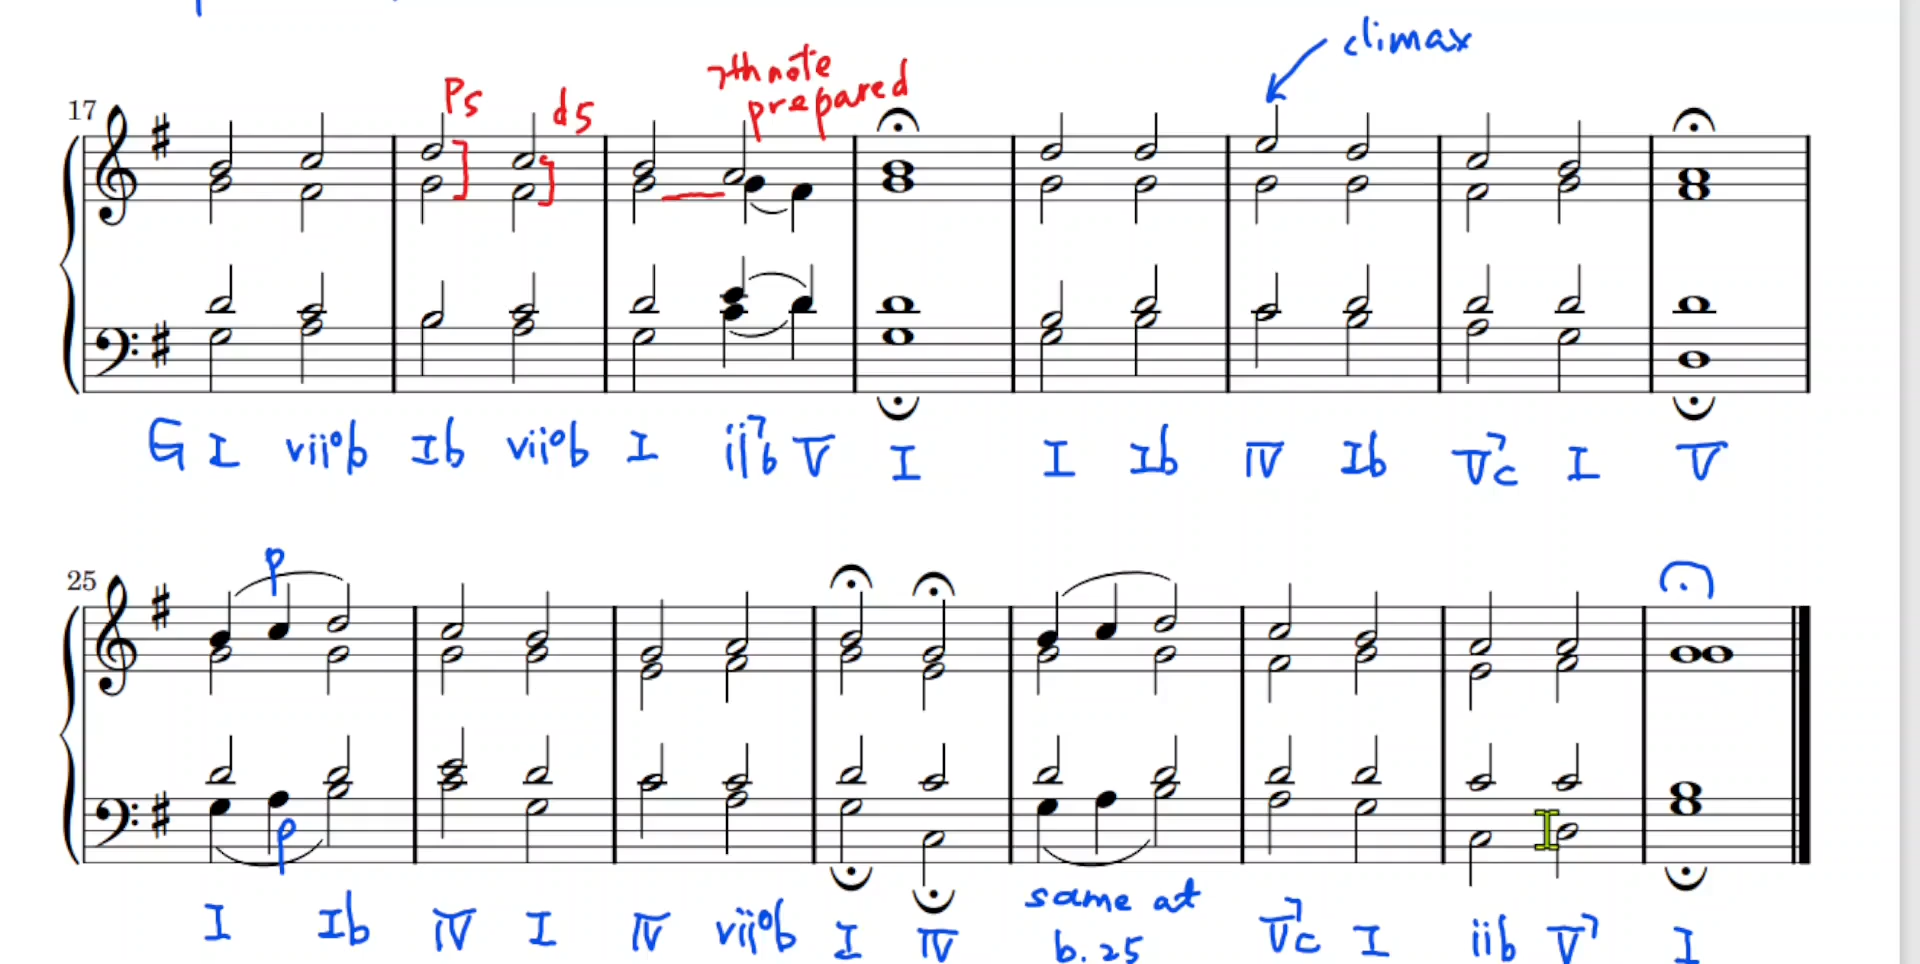 climax
7th note
prepared
P5
d5
17
G I vii°b Ib vii°b I ii7b V I I Ib IV Ib V7c I V
25
p
p
I Ib IV I IV vii°b I IV same at V7c I iib V7 I
b.25